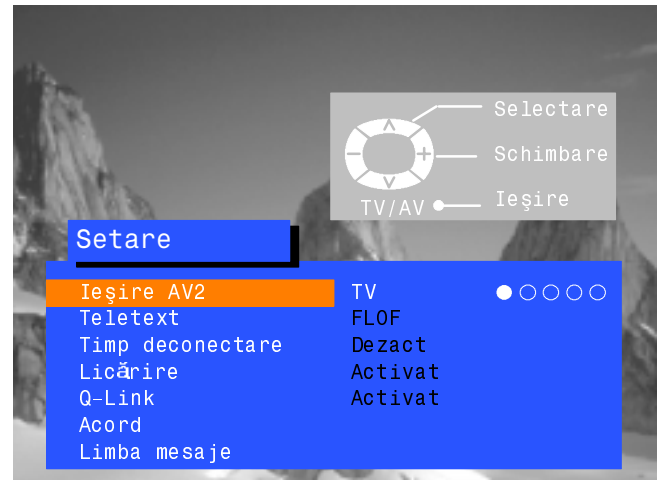 Selectare
Schimbare
TV/AV Ieşire
Setare
Ieşire AV2 TV
Teletext FLOF
Timp deconectare Dezact
Licărire Activat
Q-Link Activat
Acord
Limba mesaje